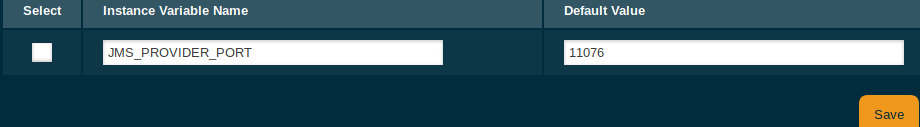 Select Instance Variable Name Default Value
JMS_PROVIDER_PORT 11076
Save